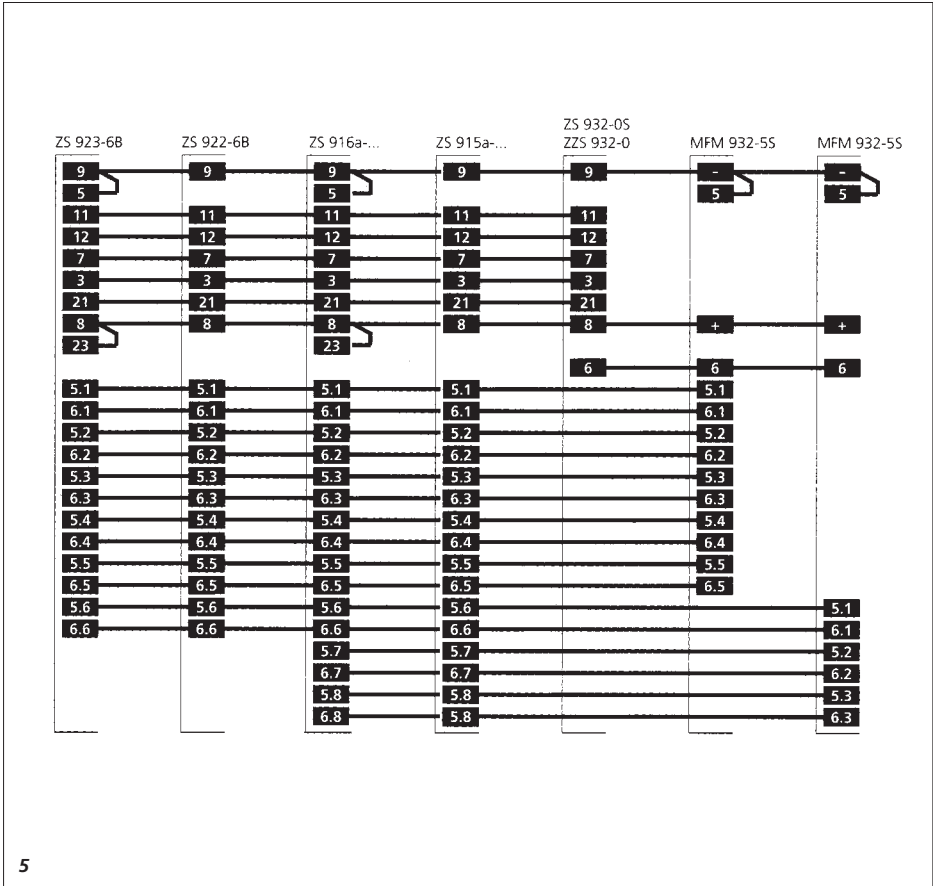 ZS 932-0S
ZS 923-6B ZS 922-6B ZS 916a-... ZS 915a-... ZZS 932-0 MFM 932-5S MFM 932-5S
9 9 9 9 9 - -
5 5 5 5
11 11 11 11 11
12 12 12 12 12
7 7 7 7 7
3 3 3 3 3
21 21 21 21 21
8 8 8 8 8 + +
23 23
6 6 6
5.1 5.1 5.1 5.1 5.1
6.1 6.1 6.1 6.1 6.1
5.2 5.2 5.2 5.2 5.2
6.2 6.2 6.2 6.2 6.2
5.3 5.3 5.3 5.3 5.3
6.3 6.3 6.3 6.3 6.3
5.4 5.4 5.4 5.4 5.4
6.4 6.4 6.4 6.4 6.4
5.5 5.5 5.5 5.5 5.5
6.5 6.5 6.5 6.5 6.5
5.6 5.6 5.6 5.6 5.1
6.6 6.6 6.6 6.6 6.1
5.7 5.7 5.2
6.7 6.7 6.2
5.8 5.8 5.3
6.8 5.8 6.3
5